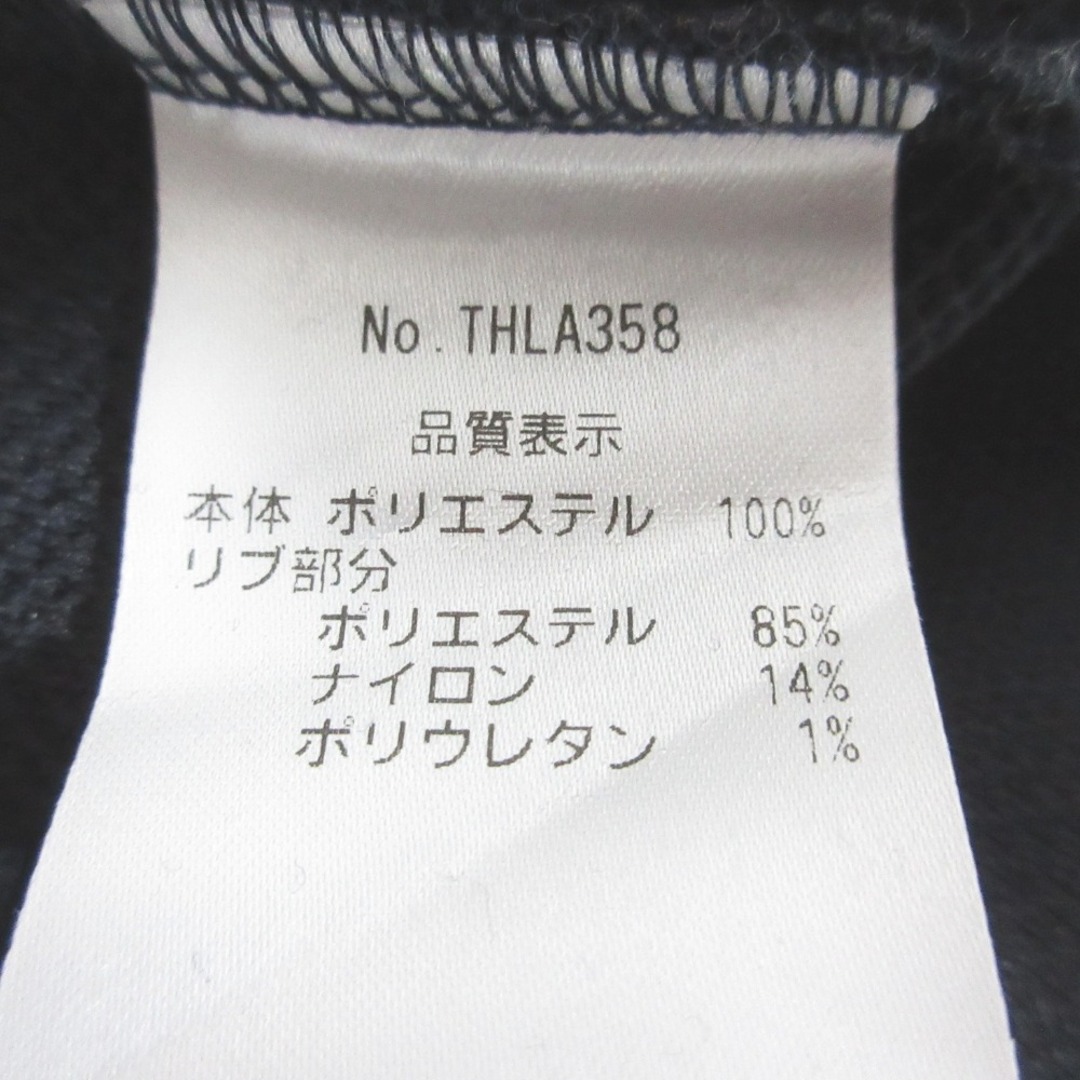 No.THLA358
品質表示
本体 ポリエステル 100%
リブ部分
ポリエステル 85%
ナイロン 14%
ポリウレタン 1%